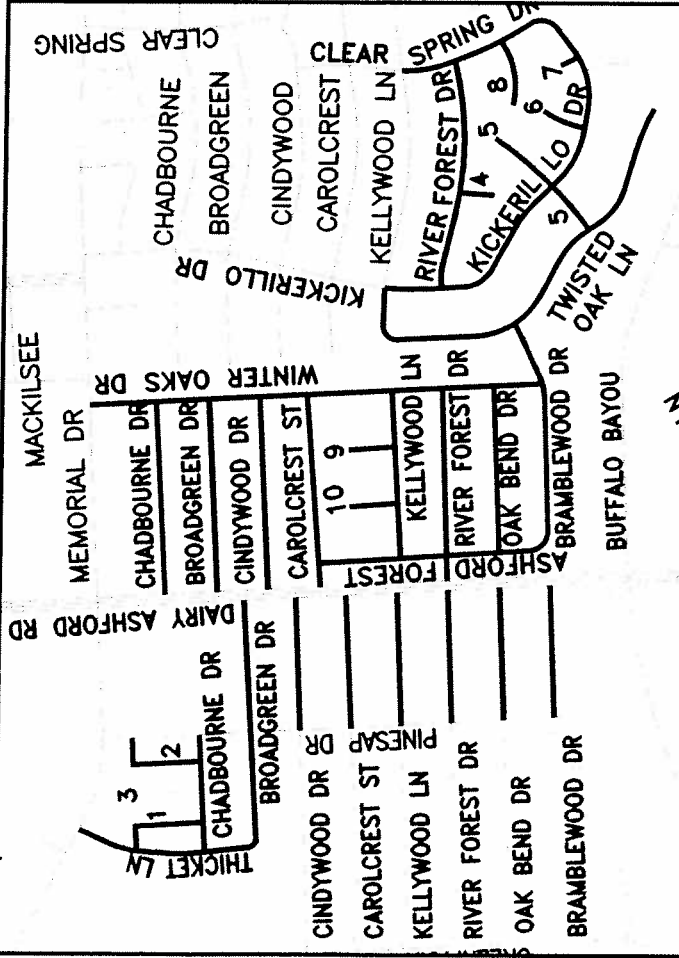 CLEAR SPRING
CLEAR SPRING DR
CHADBOURNE
BROADGREEN
CINDYWOOD
CAROLCREST
KELLYWOOD LN
RIVER FOREST DR
KICKERILLO DR
KICKERILLO DR
4
5
5
6
7
8
TWISTED
OAK LN
MACKILSEE
MEMORIAL DR
WINTER OAKS DR
CHADBOURNE DR
BROADGREEN DR
CINDYWOOD DR
CAROLCREST ST
10
9
KELLYWOOD LN
RIVER FOREST DR
OAK BEND DR
BRAMBLEWOOD DR
BUFFALO BAYOU
N
ASHFORD FOREST
DAIRY ASHFORD RD
THICKET LN
3
1
2
CHADBOURNE DR
BROADGREEN DR
PINESAP DR
CINDYWOOD DR
CAROLCREST ST
KELLYWOOD LN
RIVER FOREST DR
OAK BEND DR
BRAMBLEWOOD DR